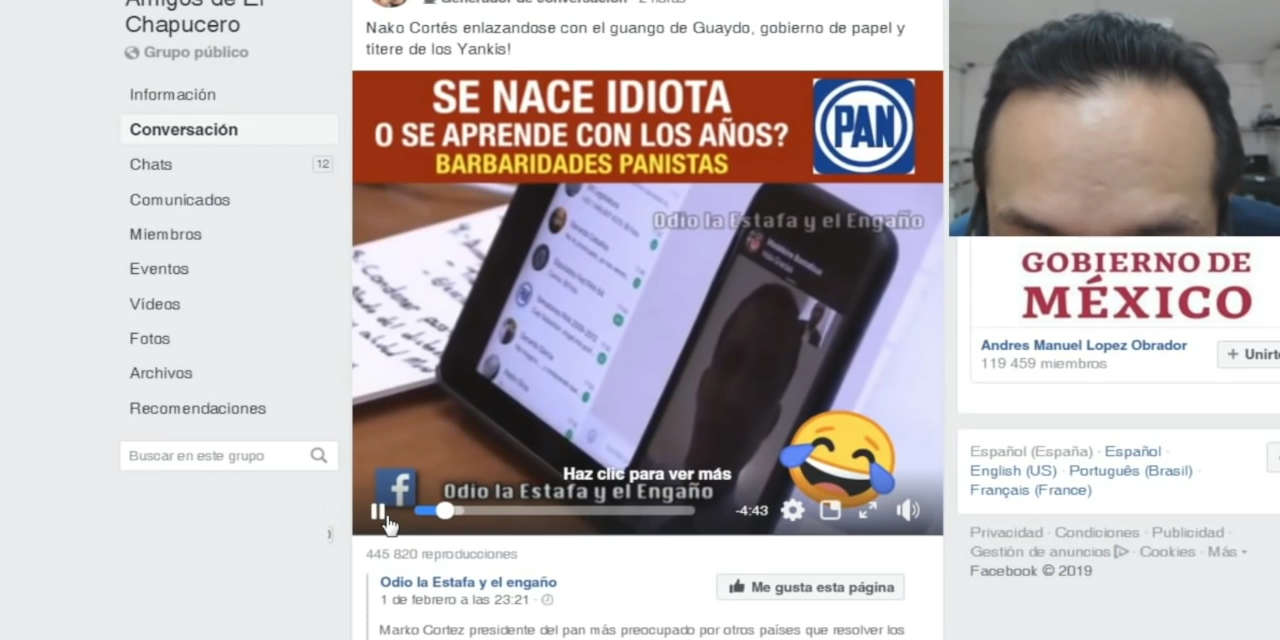 Amigos de El
Chapucero
Grupo público
Información
Conversación
Chats
12
Comunicados
Miembros
Eventos
Videos
Fotos
Archivos
Recomendaciones
Buscar en este grupo
Nako Cortés enlazandose con el guango de Guaydo, gobierno de papel y
titere de los Yankis!
SE NACE IDIOTA
O SE APRENDE CON LOS AÑOS?
BARBARIDADES PANISTAS
PAN
Odio la Estafa y el Engaño
Haz clic para ver más
f
Odio la Estafa y el Engaño
-4:43
445 820 reproducciones
Odio la Estafa y el engaño
1 de febrero a las 23:21 ·
Me gusta esta página
Marko Cortez presidente del pan más preocupado por otros países que resolver los
GOBIERNO DE
MÉXICO
Andres Manuel Lopez Obrador
119 459 miembros
+ Unirte
Español (España) · Español ·
English (US) · Português (Brasil) ·
Français (France)
Privacidad · Condiciones · Publicidad ·
Gestión de anuncios · Cookies · Más
Facebook © 2019